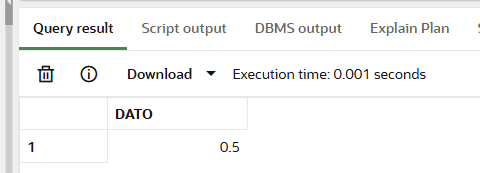 Query result Script output DBMS output Explain Plan
Download Execution time: 0.001 seconds
DATO
1 0.5